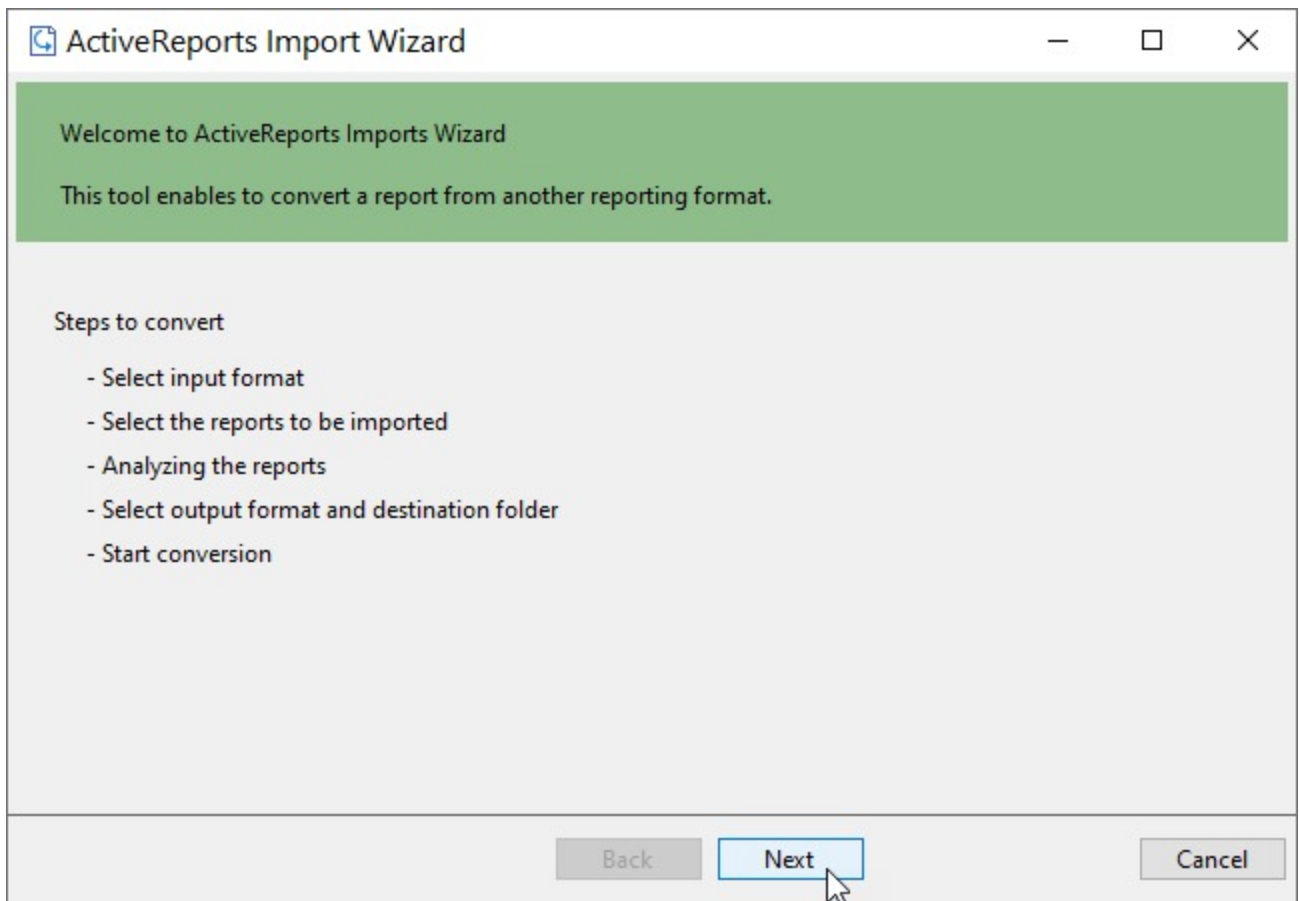 ActiveReports Import Wizard
Welcome to ActiveReports Imports Wizard
This tool enables to convert a report from another reporting format.
Steps to convert
- Select input format
- Select the reports to be imported
- Analyzing the reports
- Select output format and destination folder
- Start conversion
Back Next Cancel